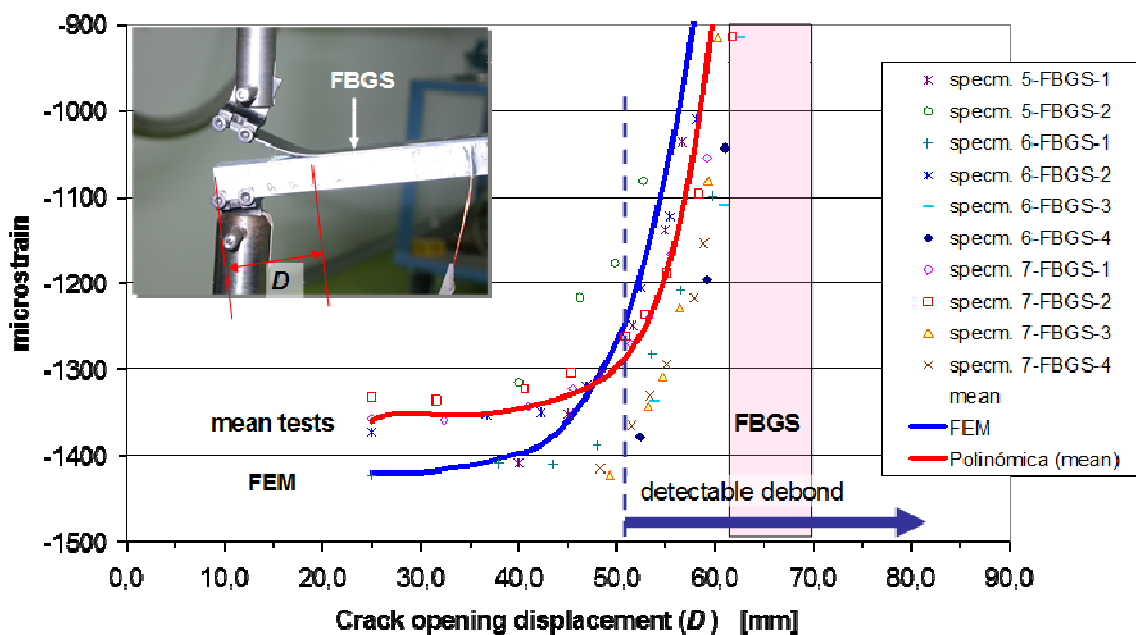 -900
-1000
-1100
-1200
-1300
-1400
-1500
microstrain
FBGS
D
mean tests
FEM
FBGS
detectable debond
0,0 10,0 20,0 30,0 40,0 50,0 60,0 70,0 80,0 90,0
Crack opening displacement (D ) [mm]
specm. 5-FBGS-1
specm. 5-FBGS-2
specm. 6-FBGS-1
specm. 6-FBGS-2
specm. 6-FBGS-3
specm. 6-FBGS-4
specm. 7-FBGS-1
specm. 7-FBGS-2
specm. 7-FBGS-3
specm. 7-FBGS-4
mean
FEM
Polinómica (mean)